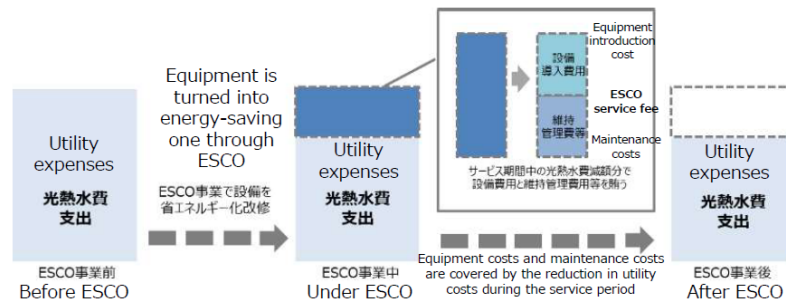 Utility
expenses
光熱水費
支出
ESCO事業前
Before ESCO
Equipment is
turned into
energy-saving
one through
ESCO
ESCO事業で設備を
省エネルギー化改修
Utility
expenses
光熱水費
支出
ESCO事業中
Under ESCO
設備
導入費用
維持
管理費等
Equipment
introduction
cost
ESCO
service fee
Maintenance
costs
サービス期間中の光熱水費減額分で
設備費用と維持管理費用等を賄う
Equipment costs and maintenance costs
are covered by the reduction in utility
costs during the service period
Utility
expenses
光熱水費
支出
ESCO事業後
After ESCO